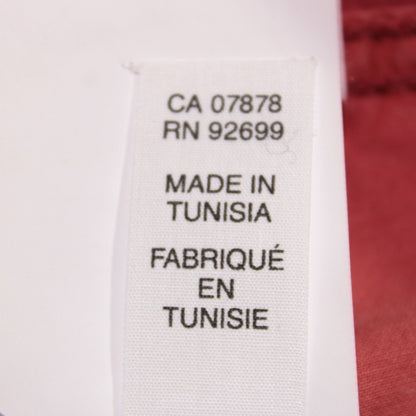 CA 07878
RN 92699
MADE IN
TUNISIA
FABRIQUÉ
EN
TUNISIE